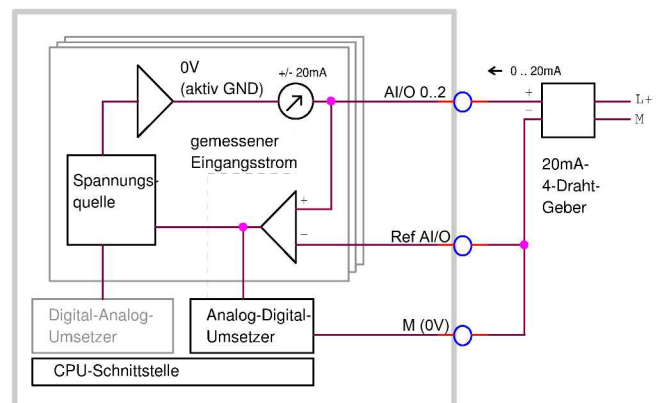 0V
(aktiv GND)
+/- 20mA
AI/O 0..2
0 .. 20mA
+
−
L+
M
gemessener
Eingangsstrom
20mA-
4-Draht-
Geber
Spannungs-
quelle
+
−
Ref AI/O
Digital-Analog-
Umsetzer
Analog-Digital-
Umsetzer
M (0V)
CPU-Schnittstelle